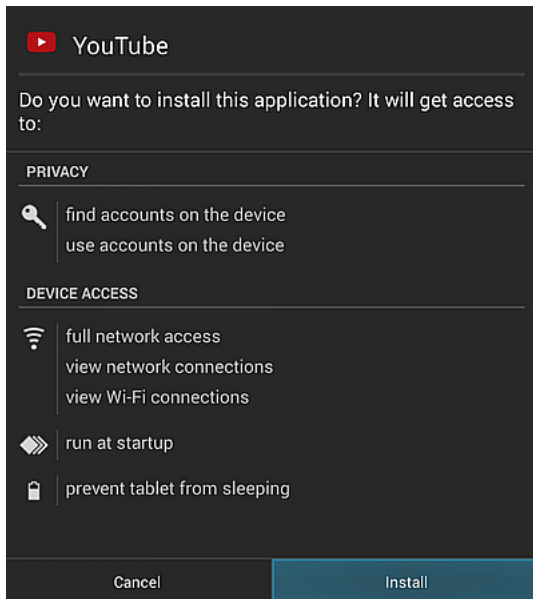 YouTube
Do you want to install this application? It will get access
to:
PRIVACY
find accounts on the device
use accounts on the device
DEVICE ACCESS
full network access
view network connections
view Wi-Fi connections
run at startup
prevent tablet from sleeping
Cancel
Install